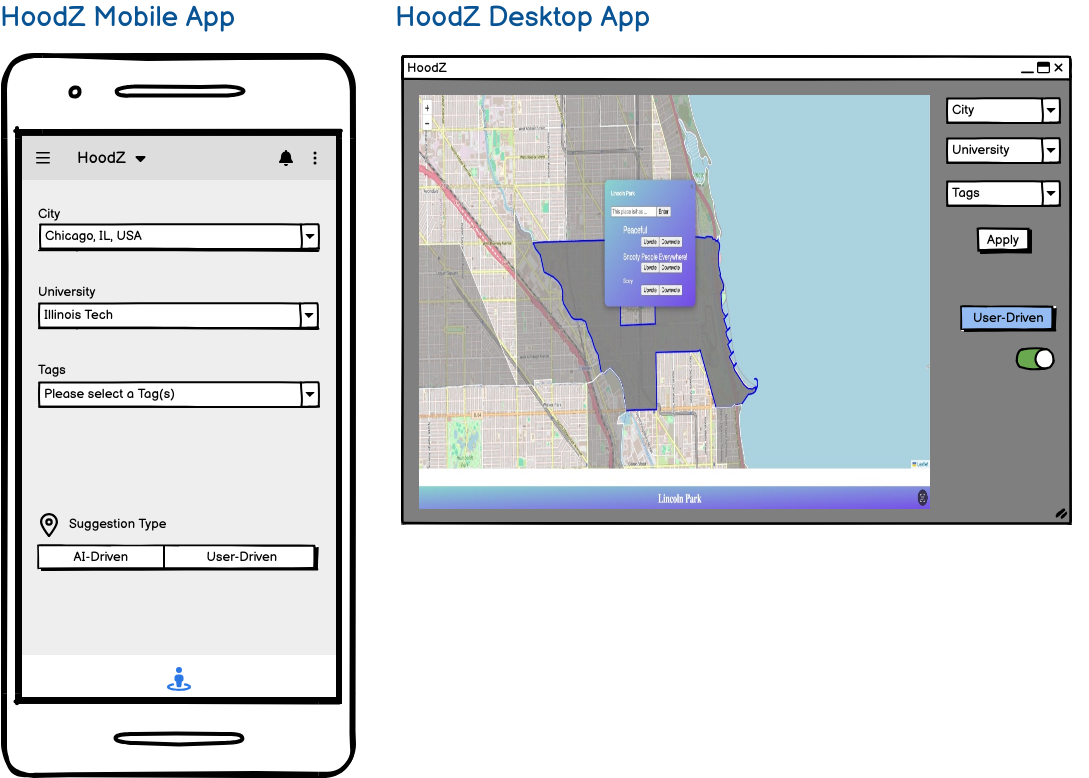 HoodZ Mobile App
HoodZ
City
Chicago, IL, USA
University
Illinois Tech
Tags
Please select a Tag(s)
Suggestion Type
AI-Driven
User-Driven
HoodZ Desktop App
HoodZ
+
-
Lincoln Park
This place is/has ...
Enter
Peaceful
Upvote
Downvote
Snooty People Everywhere!
Upvote
Downvote
Upvote
Downvote
Leaflet
Lincoln Park
City
University
Tags
Apply
User-Driven